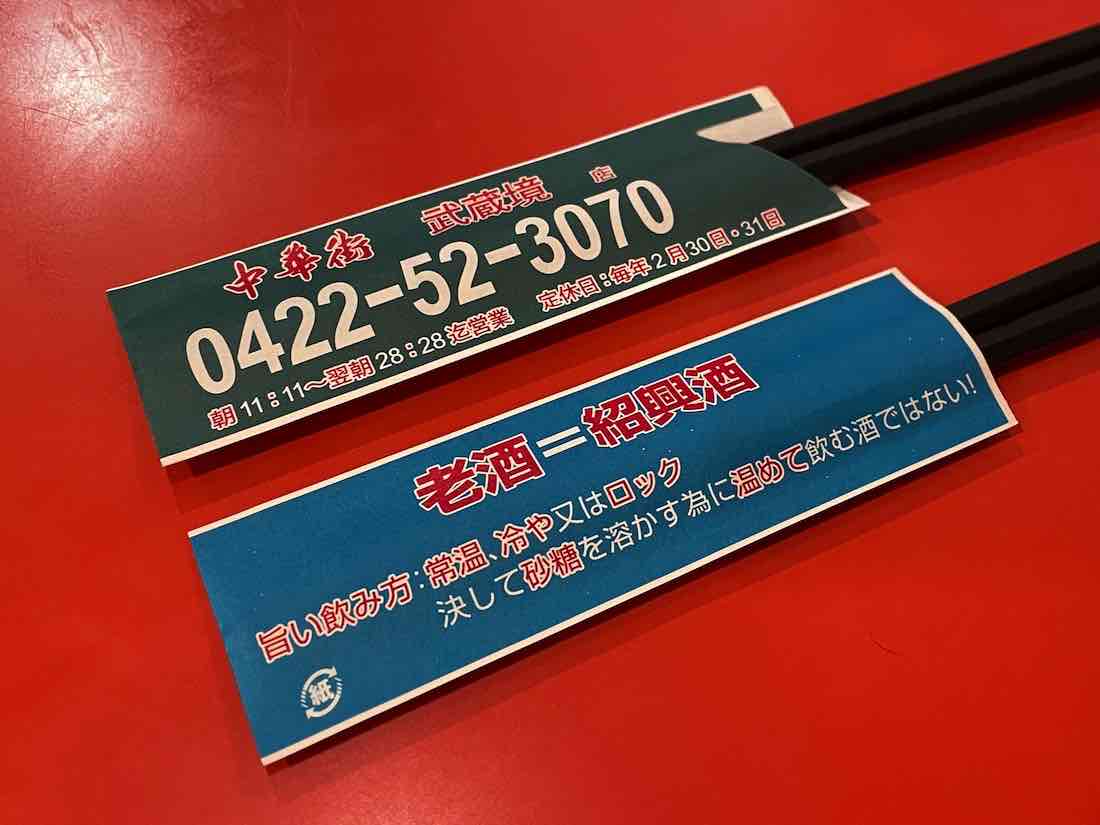 中華街 武蔵境 店
0422-52-3070
朝11:11〜翌朝28:28迄営業 定休日:毎年2月30日・31日
老酒=紹興酒
旨い飲み方:常温、冷や又はロック
決して砂糖を溶かす為に温めて飲む酒ではない!
紙